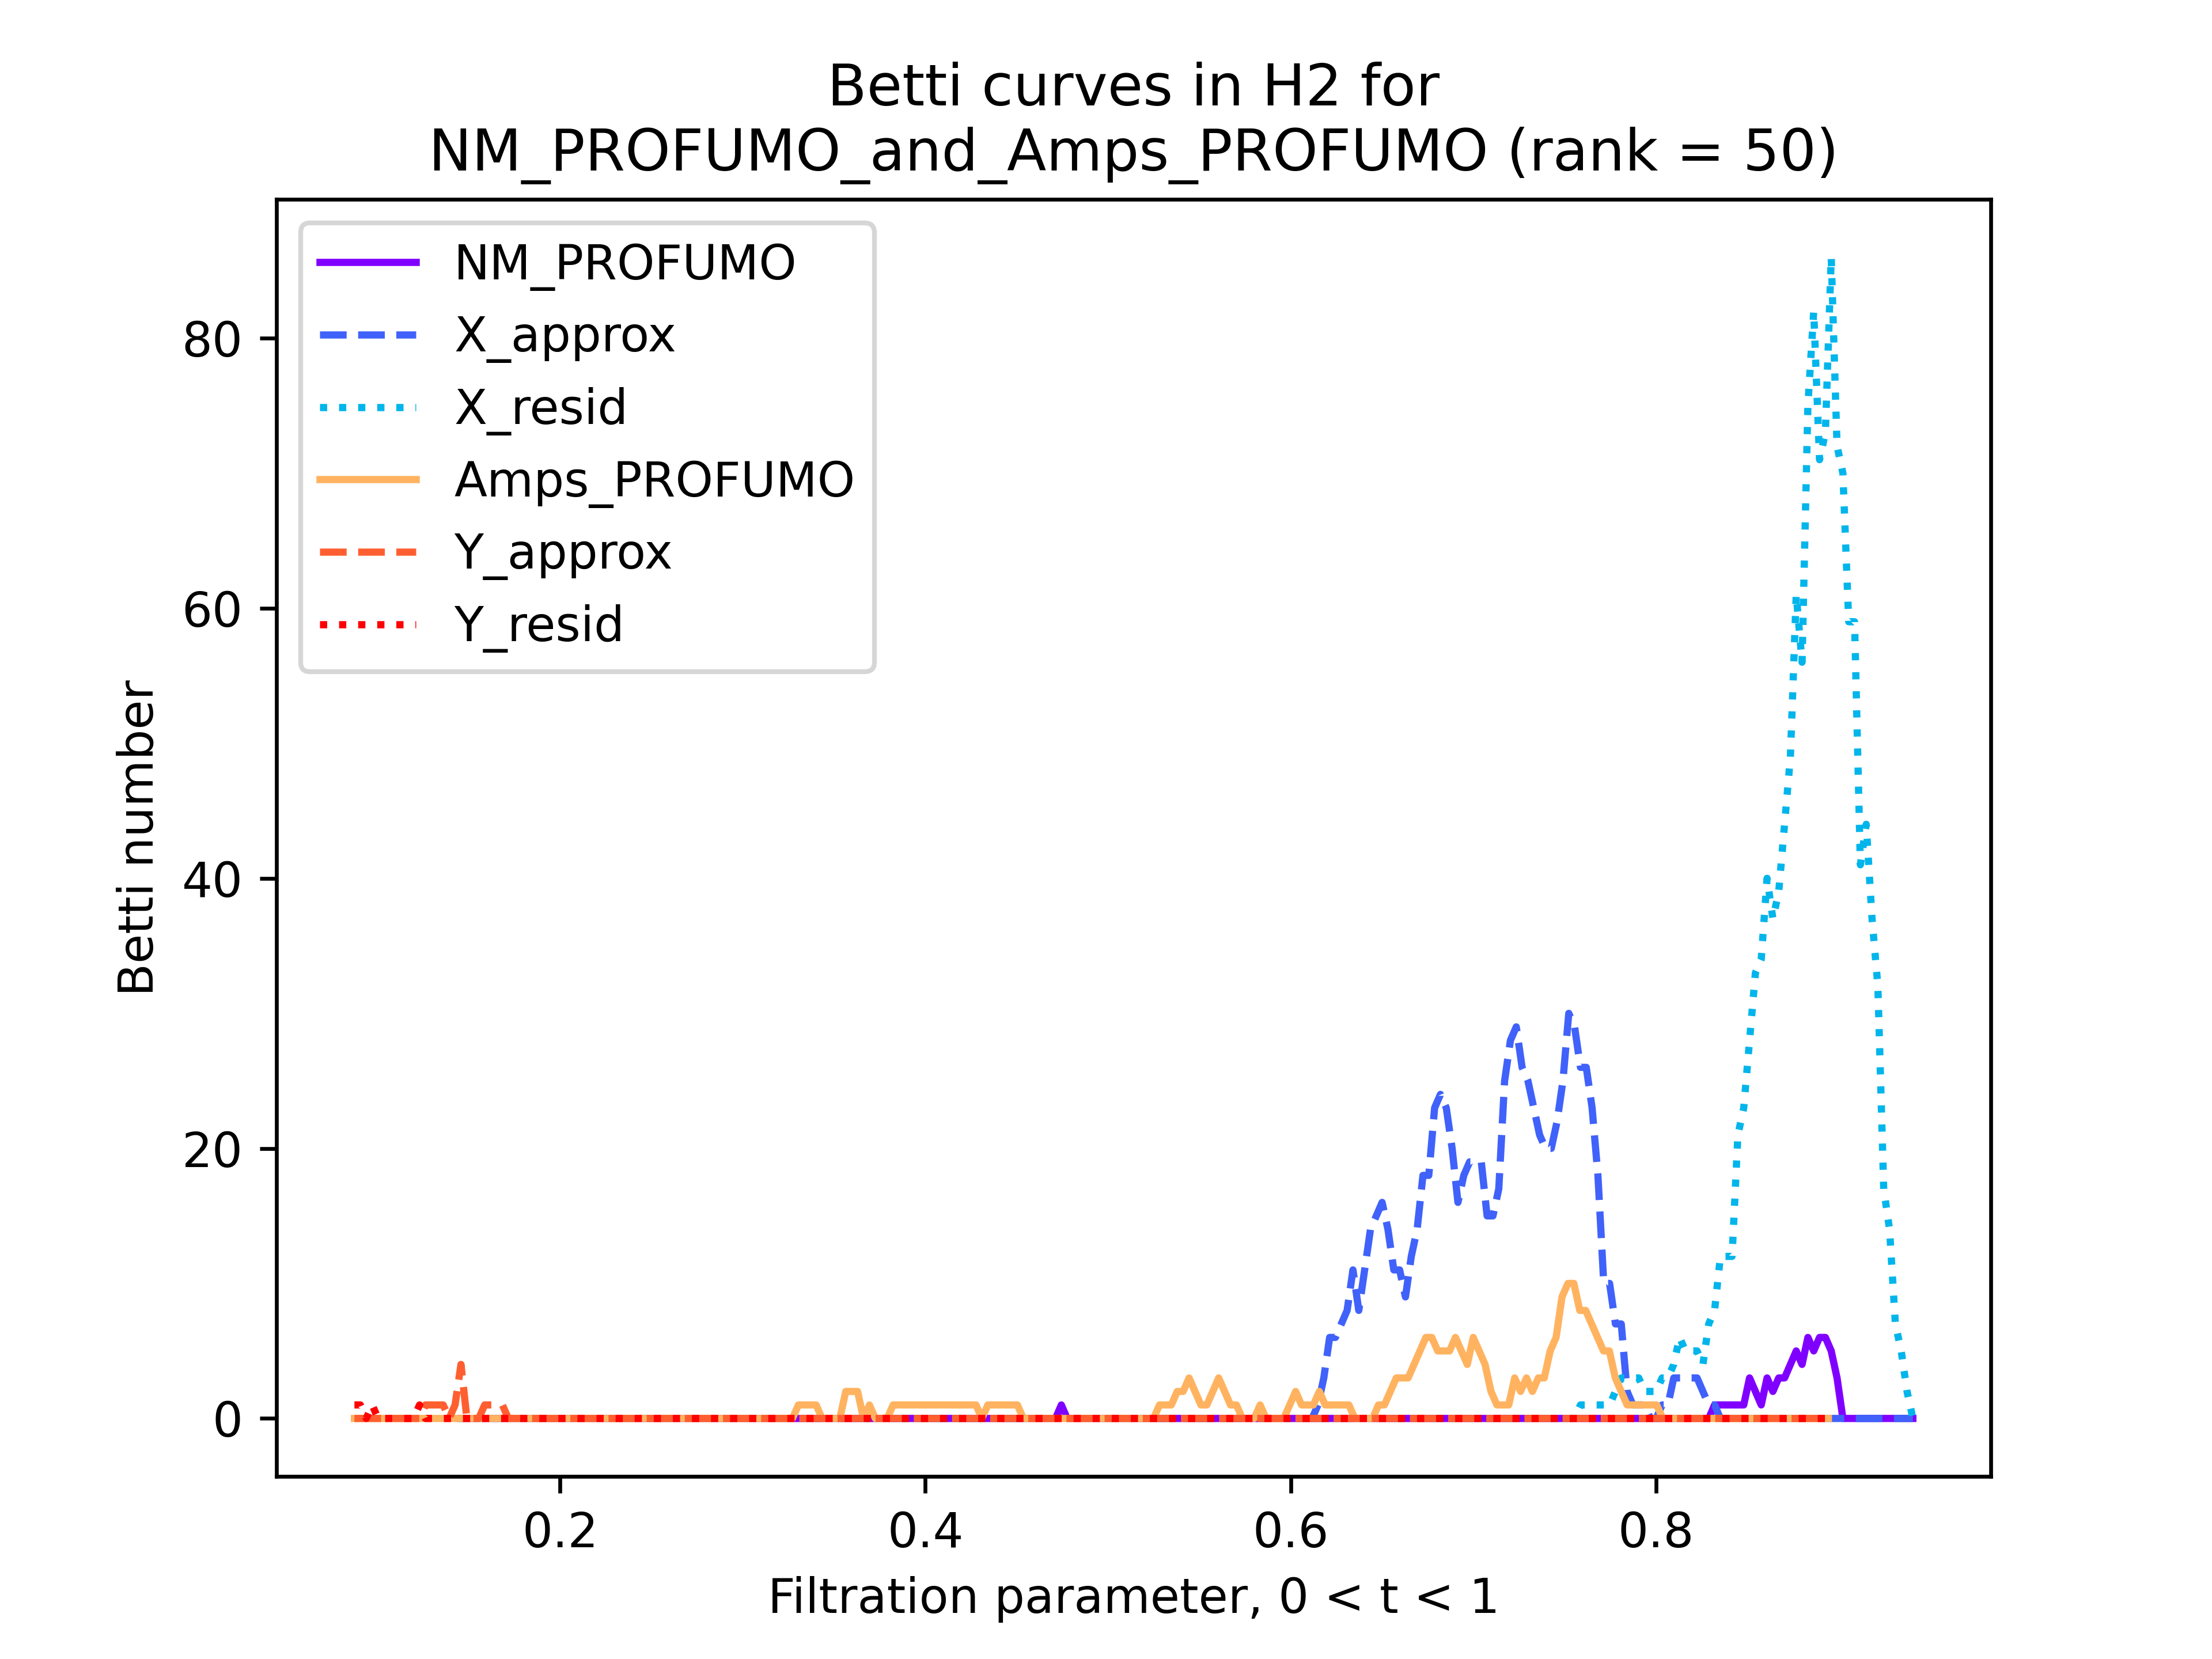 Betti curves in H2 for
NM_PROFUMO_and_Amps_PROFUMO (rank = 50)
NM_PROFUMO
X_approx
X_resid
Amps_PROFUMO
Y_approx
Y_resid
80
60
40
20
0
Betti number
0.2 0.4 0.6 0.8
Filtration parameter, 0 < t < 1